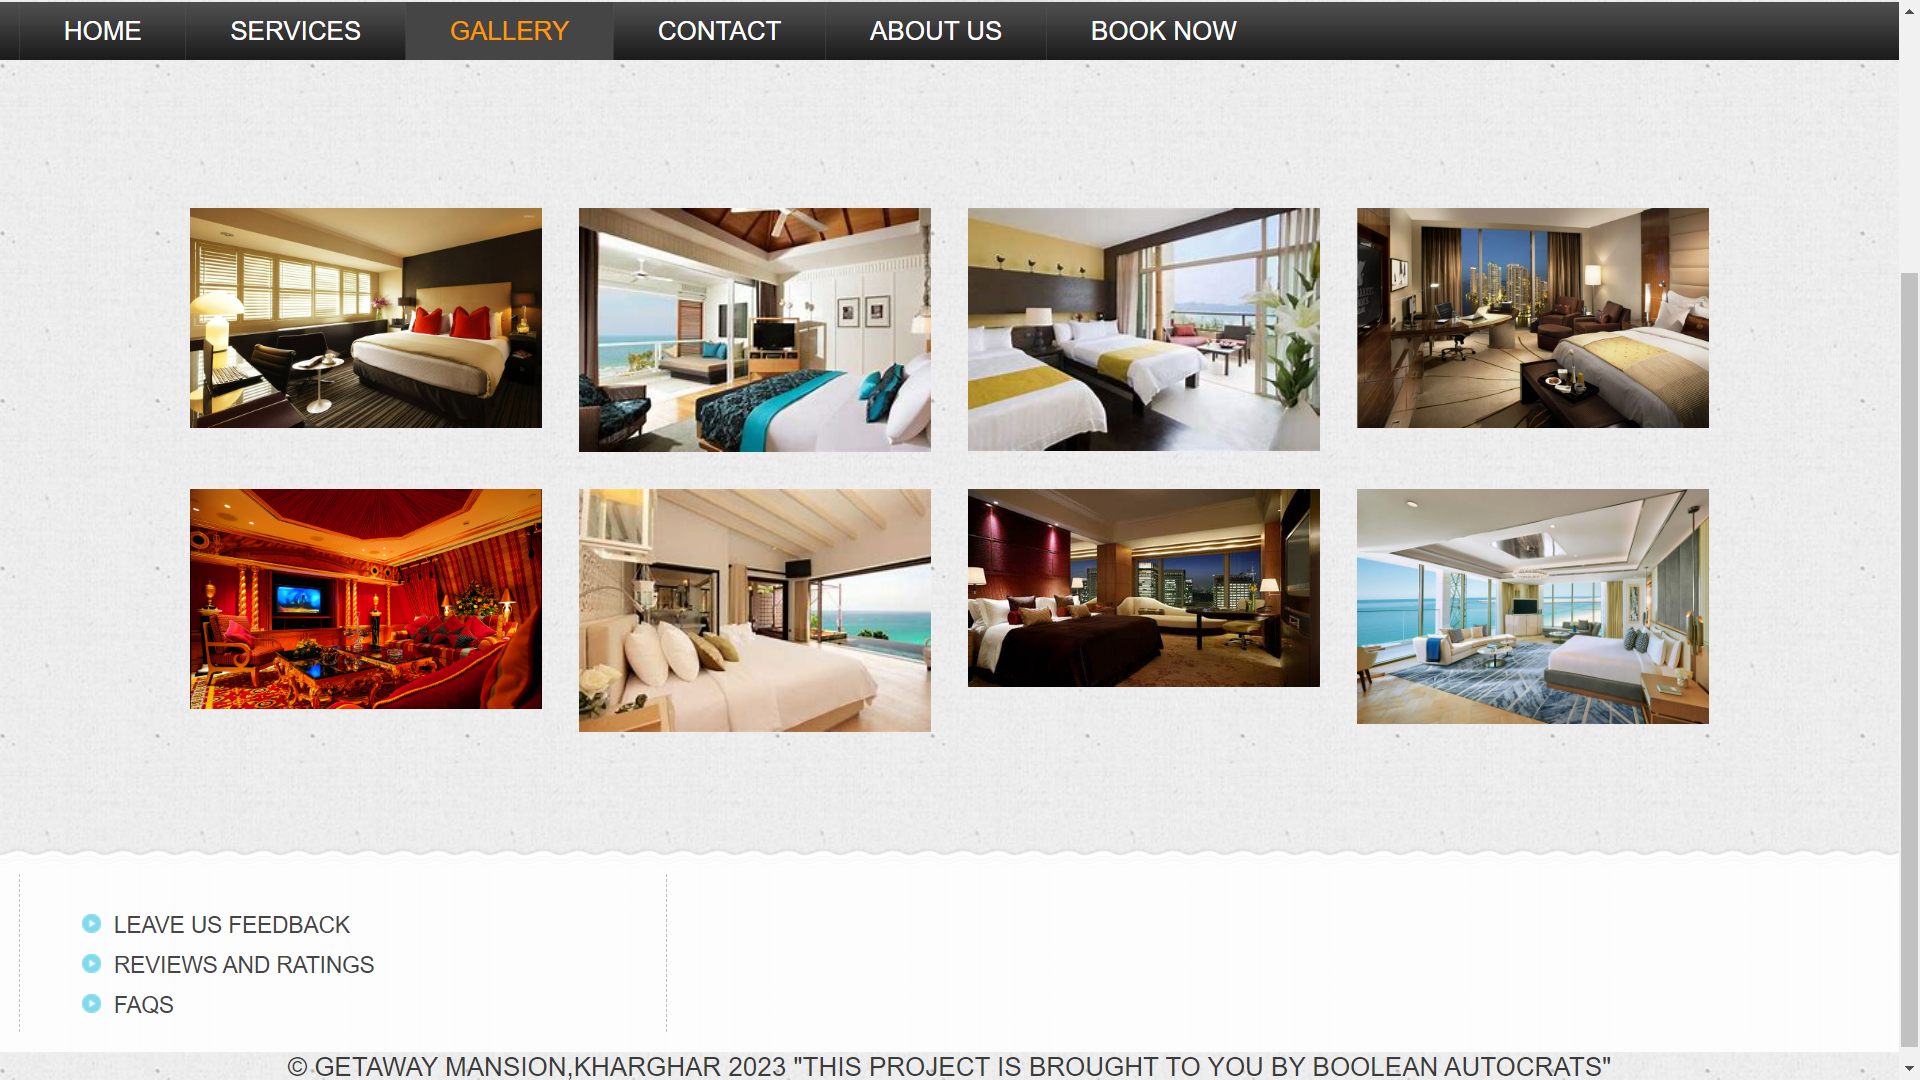 HOME SERVICES GALLERY CONTACT ABOUT US BOOK NOW
LEAVE US FEEDBACK
REVIEWS AND RATINGS
FAQS
© GETAWAY MANSION,KHARGHAR 2023 "THIS PROJECT IS BROUGHT TO YOU BY BOOLEAN AUTOCRATS"